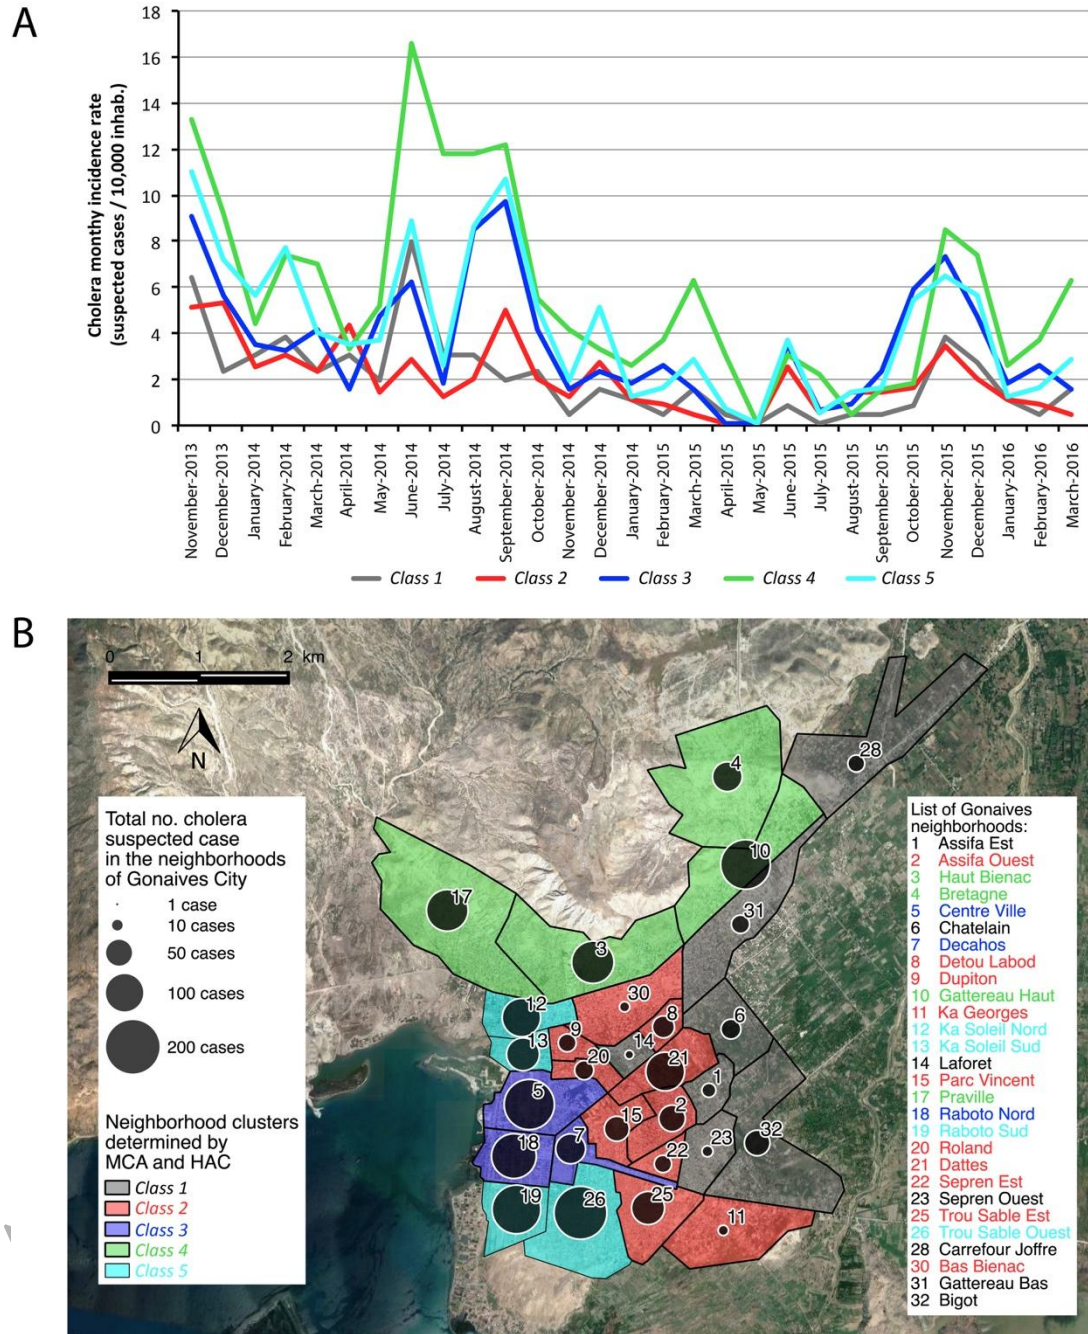 A
Cholera monthy incidence rate
(suspected cases / 10,000 inhab.)
18
16
14
12
10
8
6
4
2
0
November-2013
December-2013
January-2014
February-2014
March-2014
April-2014
May-2014
June-2014
July-2014
August-2014
September-2014
October-2014
November-2014
December-2014
January-2015
February-2015
March-2015
April-2015
May-2015
June-2015
July-2015
August-2015
September-2015
October-2015
November-2015
December-2015
January-2016
February-2016
March-2016
Class 1 Class 2 Class 3 Class 4 Class 5
B
0 1 2 km
N
Total no. cholera
suspected case
in the neighborhoods
of Gonaives City
1 case
10 cases
50 cases
100 cases
200 cases
Neighborhood clusters
determined by
MCA and HAC
Class 1
Class 2
Class 3
Class 4
Class 5
28
4
10
17
31
3
30
12
8
6
9
13
14
20
21
1
5
2
15
7
23
32
18
22
19
26
25
11
List of Gonaives
neighborhoods:
1 Assifa Est
2 Assifa Ouest
3 Haut Bienac
4 Bretagne
5 Centre Ville
6 Chatelain
7 Decahos
8 Detou Labod
9 Dupiton
10 Gattereau Haut
11 Ka Georges
12 Ka Soleil Nord
13 Ka Soleil Sud
14 Laforet
15 Parc Vincent
17 Praville
18 Raboto Nord
19 Raboto Sud
20 Roland
21 Dattes
22 Sepren Est
23 Sepren Ouest
25 Trou Sable Est
26 Trou Sable Ouest
28 Carrefour Joffre
30 Bas Bienac
31 Gattereau Bas
32 Bigot